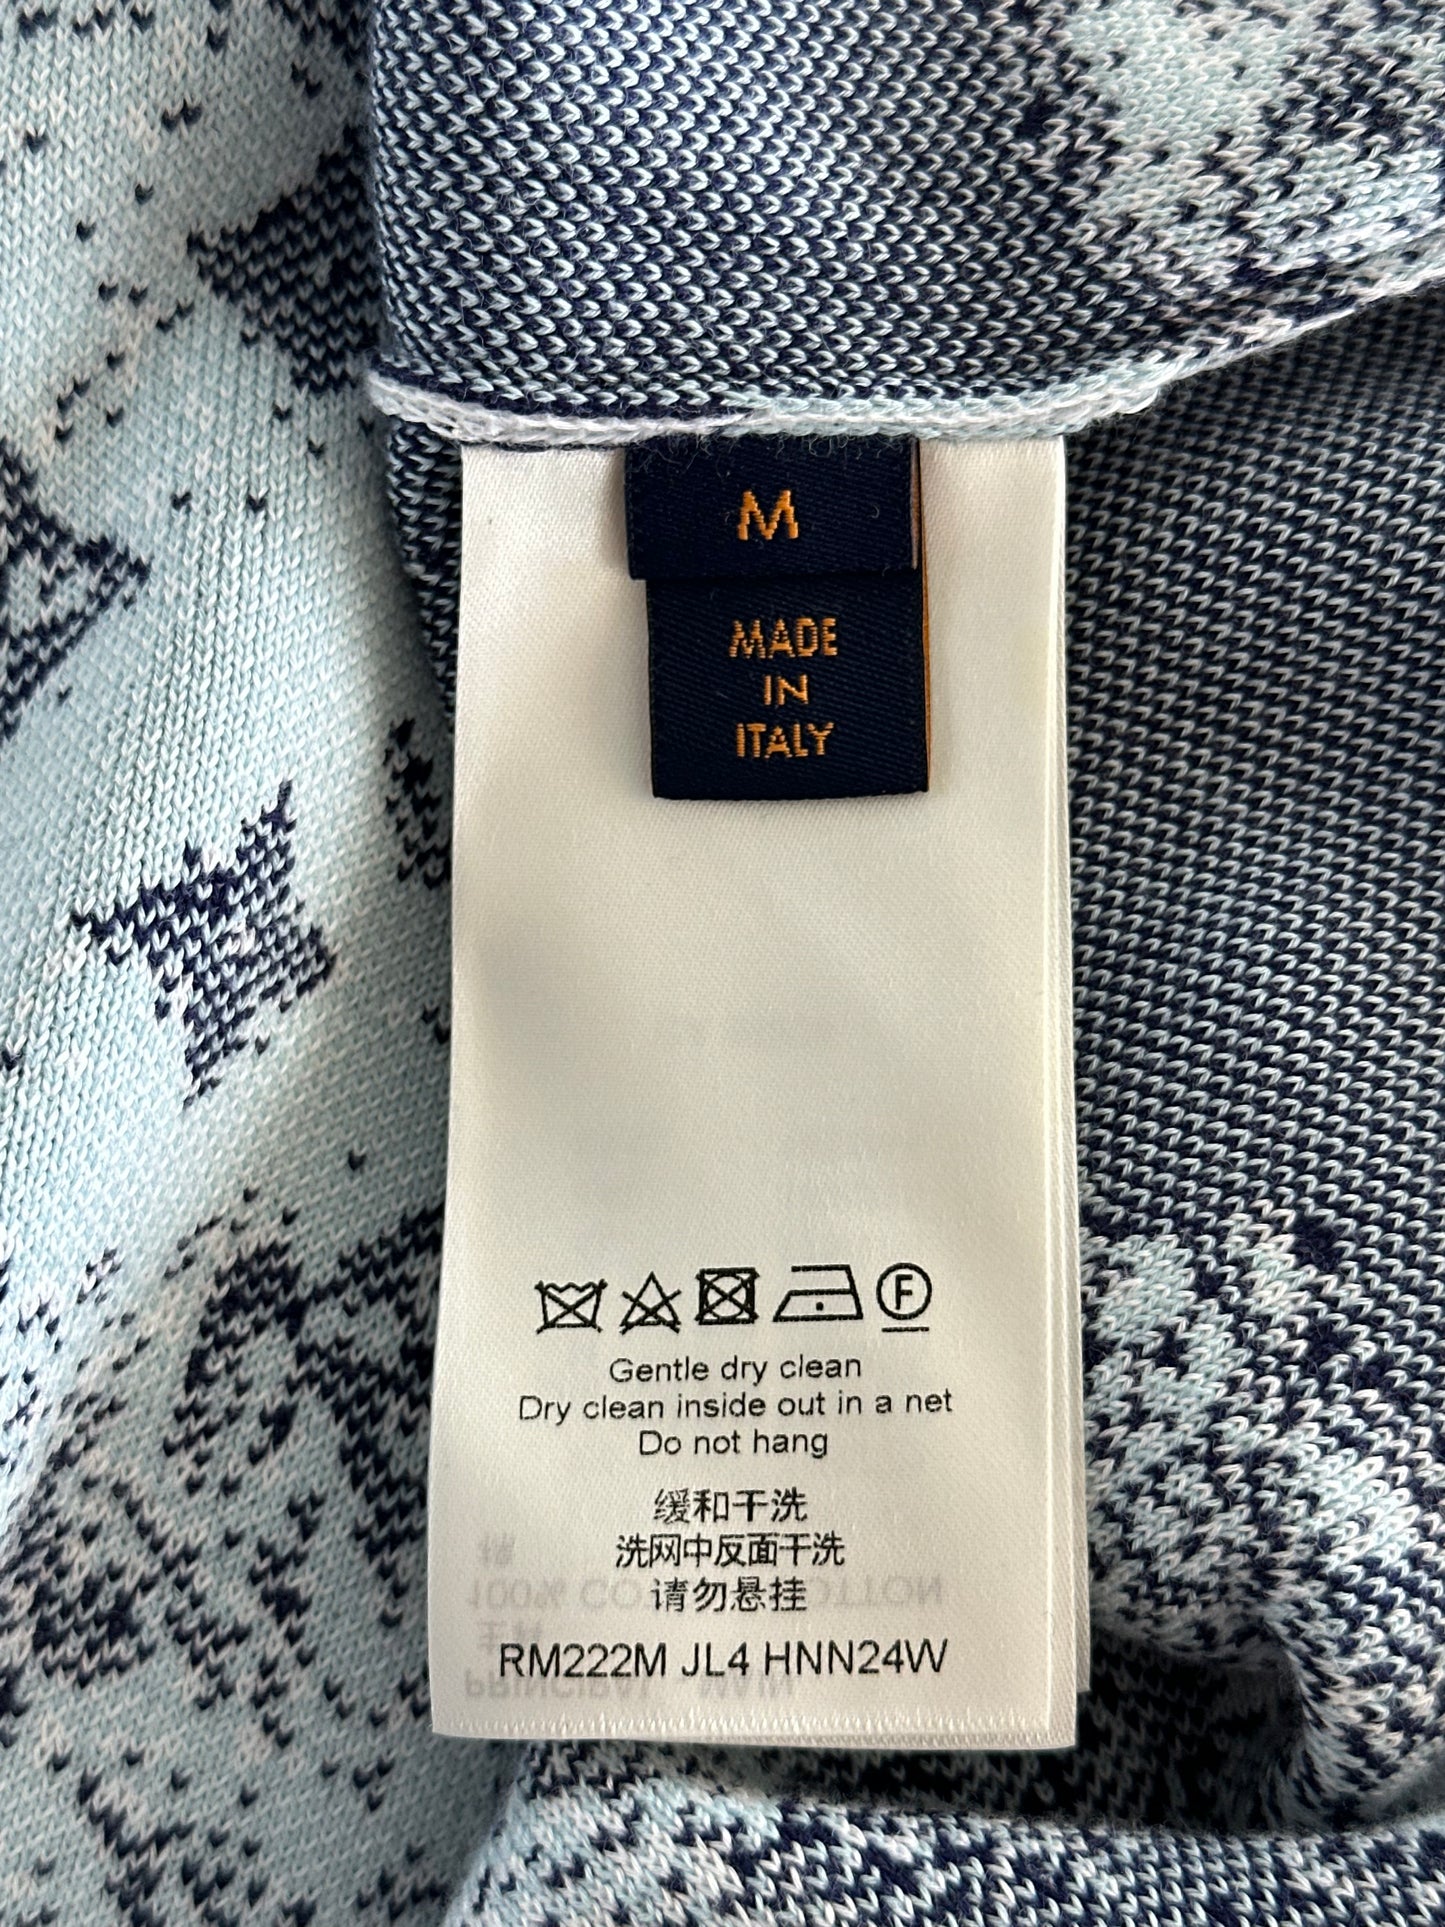 M
MADE
IN
ITALY
F
Gentle dry clean
Dry clean inside out in a net
Do not hang
缓和干洗
洗网中反面干洗
请勿悬挂
RM222M JL4 HNN24W